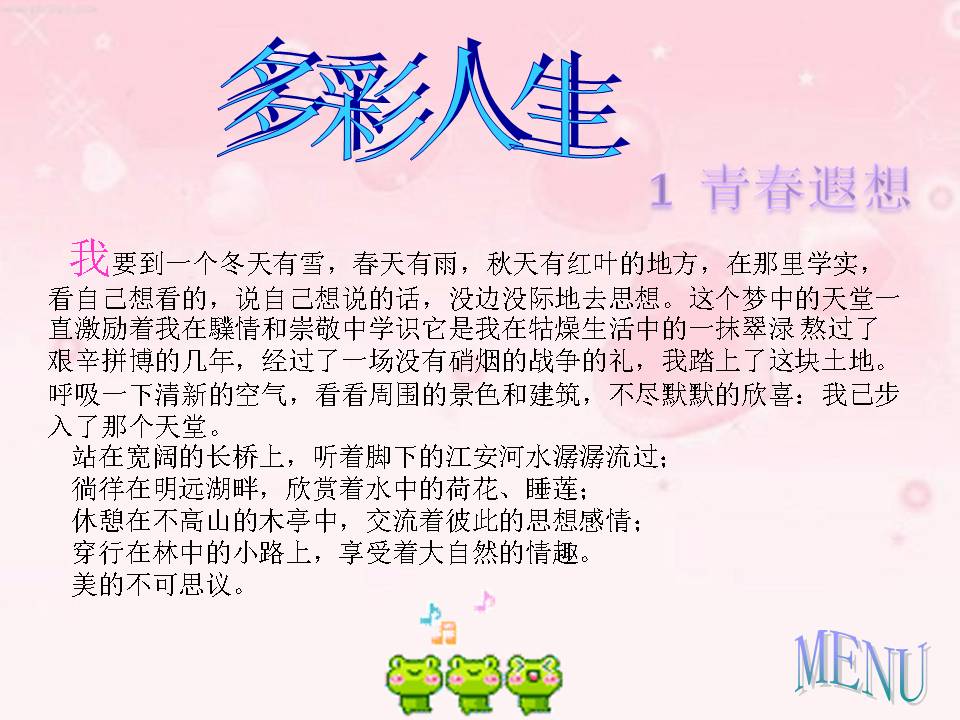 多彩人生
1 青春遐想
我要到一个冬天有雪，春天有雨，秋天有红叶的地方，在那里学实，
看自己想看的，说自己想说的话，没边没际地去思想。这个梦中的天堂一
直激励着我在驜情和崇敬中学识它是我在牯燥生活中的一抹翠渌 熬过了
艰辛拼博的几年，经过了一场没有硝烟的战争的礼，我踏上了这块土地。
呼吸一下清新的空气，看看周围的景色和建筑，不尽默默的欣喜：我已步
入了那个天堂。
站在宽阔的长桥上，听着脚下的江安河水潺潺流过；
徜徉在明远湖畔，欣赏着水中的荷花、睡莲；
休憩在不高山的木亭中，交流着彼此的思想感情；
穿行在林中的小路上，享受着大自然的情趣。
美的不可思议。
MENU